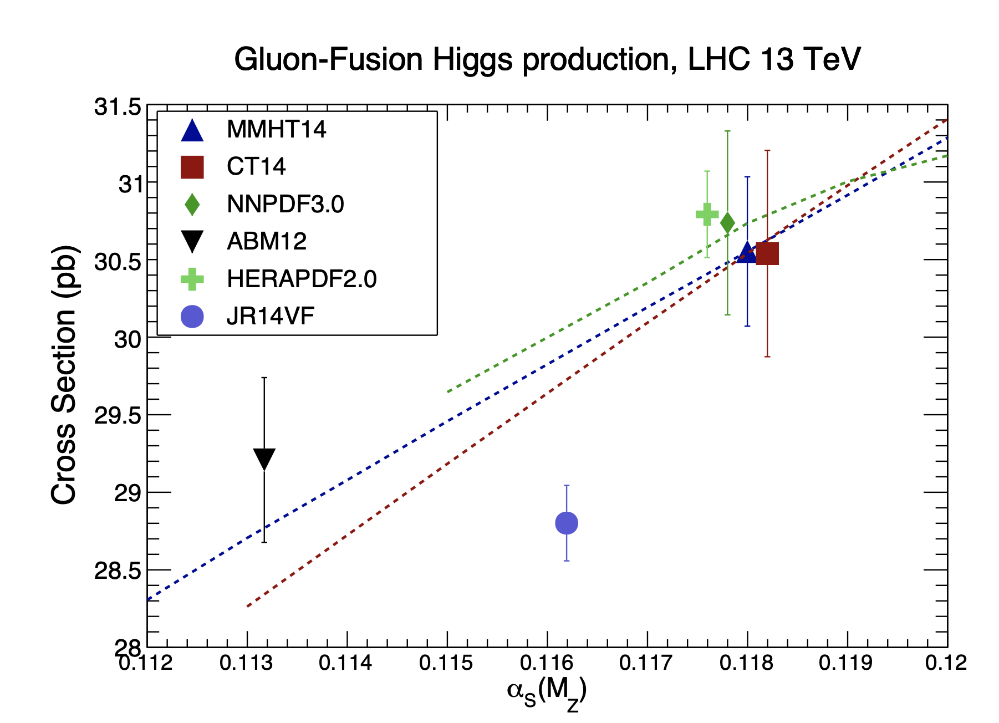 Gluon-Fusion Higgs production, LHC 13 TeV
31.5
31
30.5
30
29.5
29
28.5
28
MMHT14
CT14
NNPDF3.0
ABM12
HERAPDF2.0
JR14VF
Cross Section (pb)
0.112 0.113 0.114 0.115 0.116 0.117 0.118 0.119 0.12
α_S(M_Z)